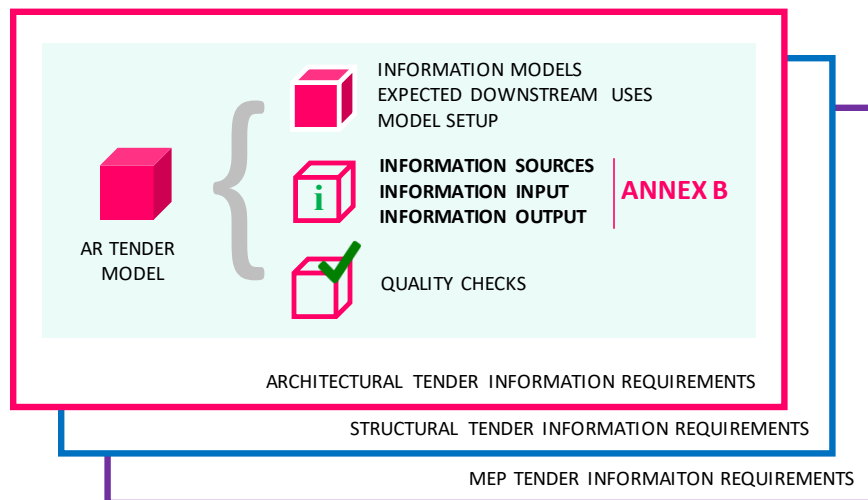 INFORMATION MODELS
EXPECTED DOWNSTREAM USES
MODEL SETUP
i
INFORMATION SOURCES
INFORMATION INPUT
INFORMATION OUTPUT
ANNEX B
AR TENDER
MODEL
QUALITY CHECKS
ARCHITECTURAL TENDER INFORMATION REQUIREMENTS
STRUCTURAL TENDER INFORMATION REQUIREMENTS
MEP TENDER INFORMAITON REQUIREMENTS